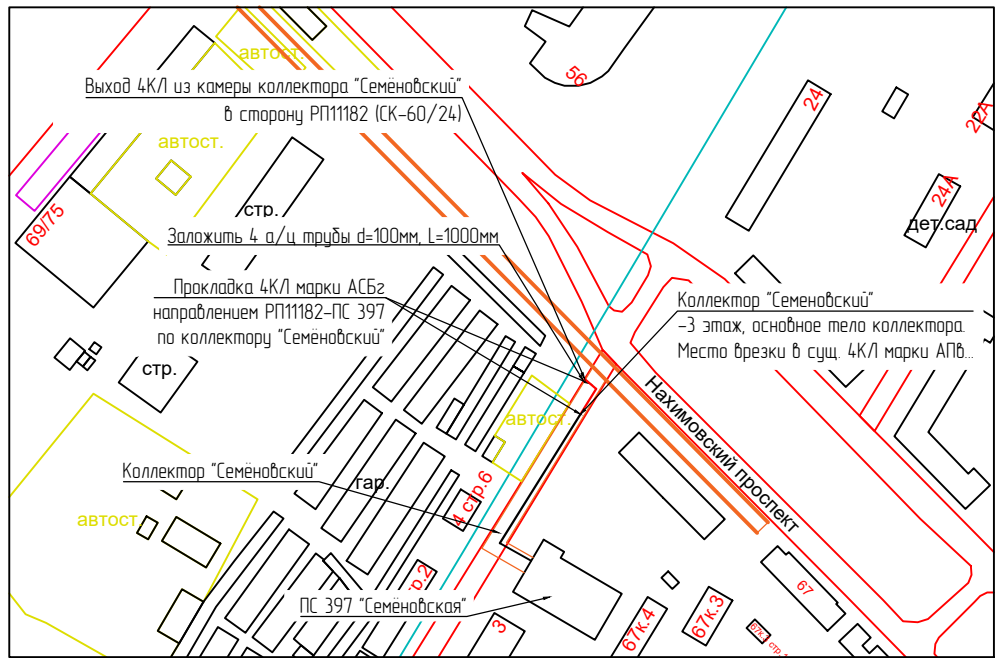 автост.
56
Выход 4КЛ из камеры коллектора "Семёновский"
в сторону РП11182 (СК-60/24)
24
22А
автост.
24А
69/75
стр.
дет.сад
Заложить 4 а/ц трубы d=100мм, L=1000мм
Прокладка 4КЛ марки АСБг
направлением РП11182-ПС 397
по коллектору "Семёновский"
Коллектор "Семеновский"
-3 этаж, основное тело коллектора.
Место врезки в сущ. 4КЛ марки АПв...
стр.
Нахимовский проспект
автост.
Коллектор "Семёновский"
гар.
4 стр.6
автост.
ПС 397 "Семёновская"
3
67к.4
67к.3
67